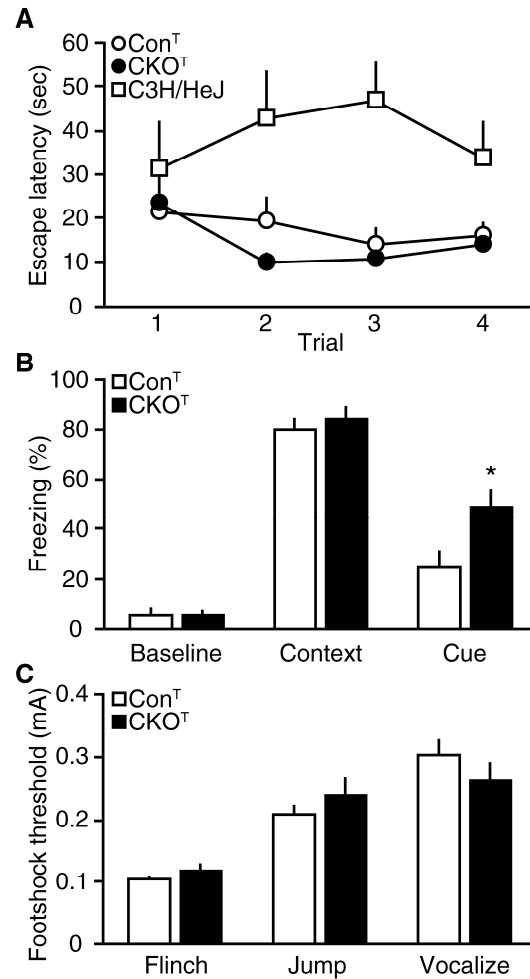 A
Escape latency (sec)
60
50
40
30
20
10
0
Conᵀ
CKOᵀ
C3H/HeJ
1 2 3 4
Trial
B
Freezing (%)
100
80
60
40
20
0
Conᵀ
CKOᵀ
*
Baseline Context Cue
C
Footshock threshold (mA)
0.4
0.3
0.2
0.1
0
Conᵀ
CKOᵀ
Flinch Jump Vocalize